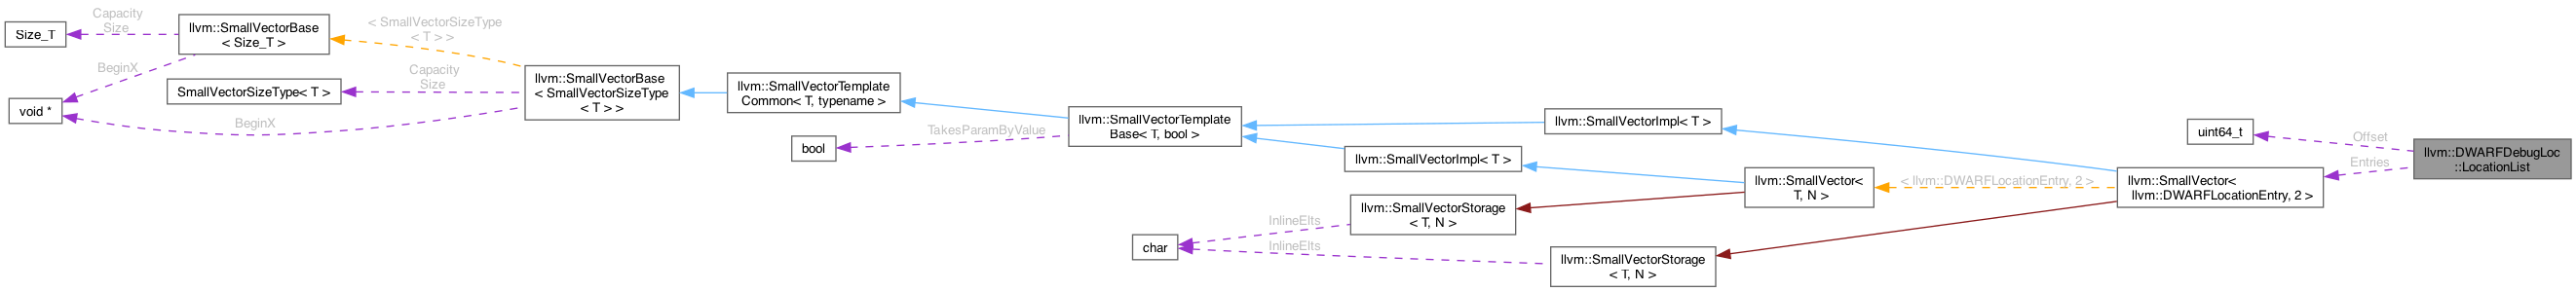 Size_T
Capacity
Size
llvm::SmallVectorBase
< Size_T >
< SmallVectorSizeType
< T > >
BeginX
SmallVectorSizeType< T >
void *
Capacity
Size
BeginX
llvm::SmallVectorBase
< SmallVectorSizeType
< T > >
llvm::SmallVectorTemplate
Common< T, typename >
bool
TakesParamByValue
llvm::SmallVectorTemplate
Base< T, bool >
llvm::SmallVectorImpl< T >
llvm::SmallVectorImpl< T >
char
InlineElts
InlineElts
llvm::SmallVectorStorage
< T, N >
llvm::SmallVectorStorage
< T, N >
llvm::SmallVector<
T, N >
< llvm::DWARFLocationEntry, 2 >
llvm::SmallVector<
llvm::DWARFLocationEntry, 2 >
uint64_t
Offset
Entries
llvm::DWARFDebugLoc
::LocationList